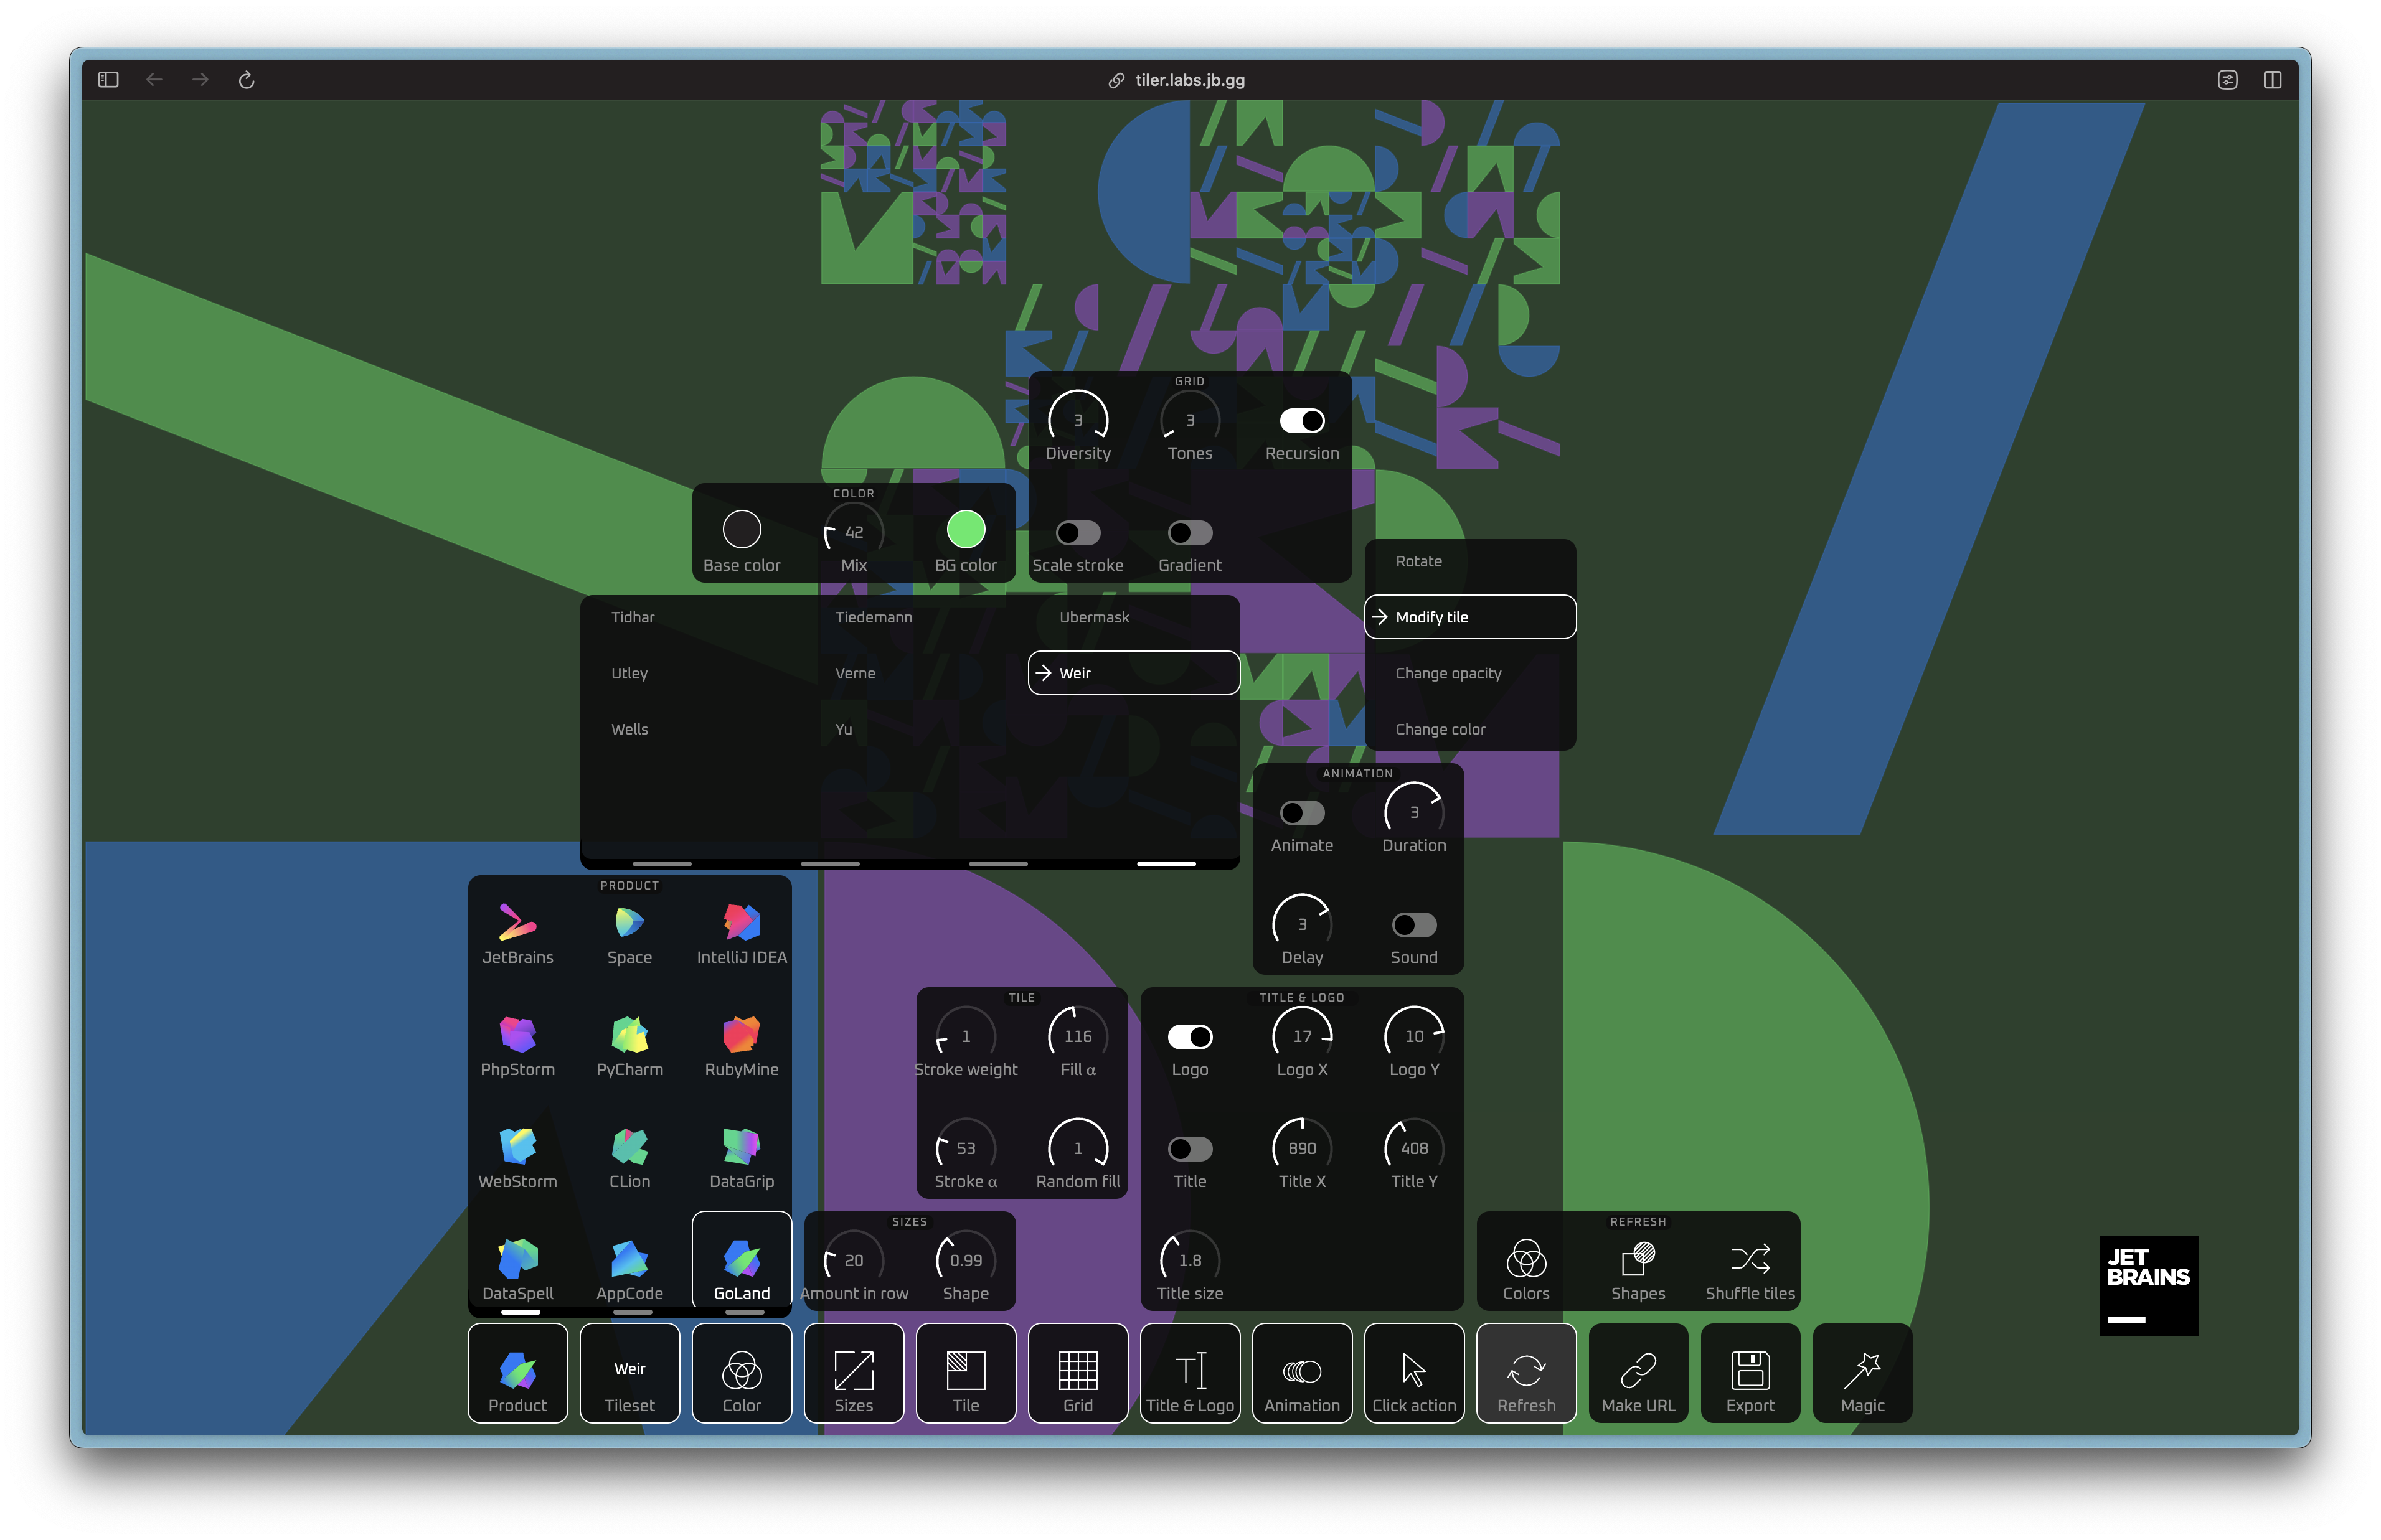 tiler.labs.jb.gg
GRID
3
3
Diversity
Tones
Recursion
Scale stroke
Gradient
COLOR
42
Base color
Mix
BG color
Rotate
Modify tile
Change opacity
Change color
Tidhar
Tiedemann
Ubermask
Utley
Verne
Weir
Wells
Yu
ANIMATION
3
Animate
Duration
3
Delay
Sound
PRODUCT
JetBrains
Space
IntelliJ IDEA
PhpStorm
PyCharm
RubyMine
WebStorm
CLion
DataGrip
DataSpell
AppCode
GoLand
TILE
1
116
Stroke weight
Fill α
53
1
Stroke α
Random fill
TITLE & LOGO
17
10
Logo
Logo X
Logo Y
890
408
Title
Title X
Title Y
1.8
Title size
SIZES
20
0.99
Amount in row
Shape
REFRESH
Colors
Shapes
Shuffle tiles
JET
BRAINS
Weir
Product
Tileset
Color
Sizes
Tile
Grid
Title & Logo
Animation
Click action
Refresh
Make URL
Export
Magic